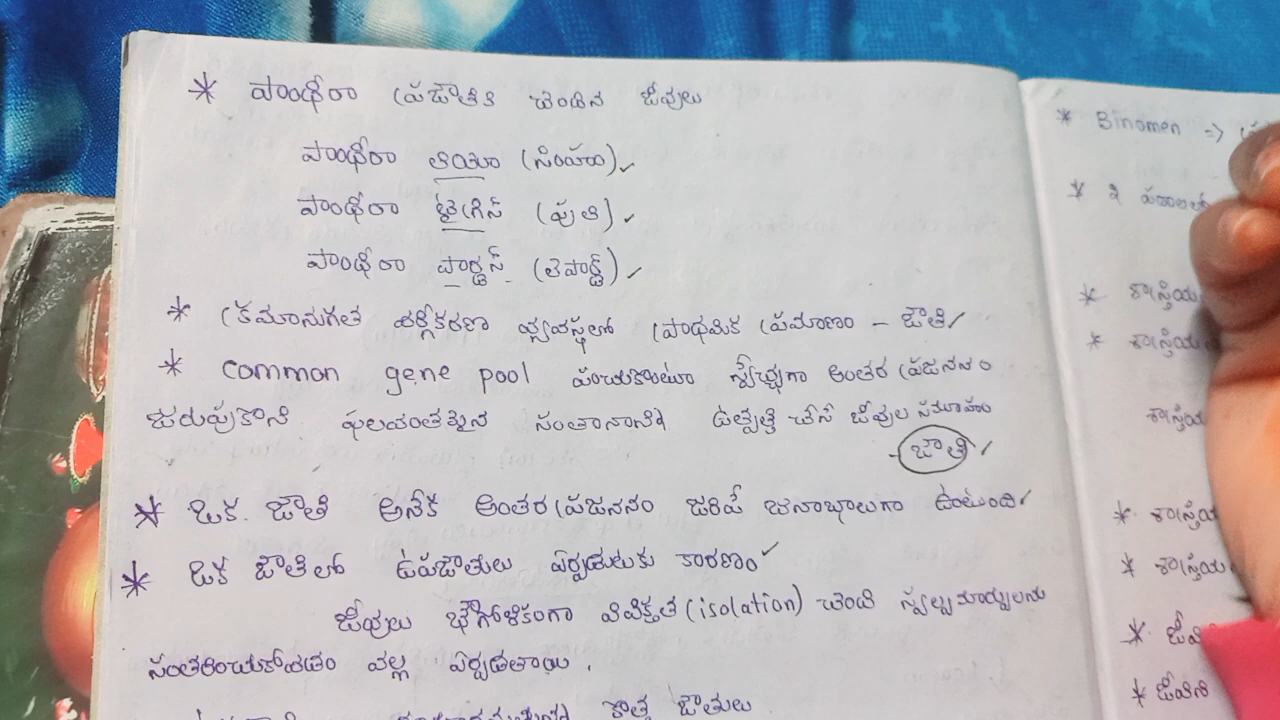 * పాంథీరా ప్రజాతికి చెందిన జీవులు
పాంథీరా లియో (సింహం) ✓
పాంథీరా టైగ్రిస్ (పులి) ✓
పాంథీరా పార్డస్ (లెపార్డ్) ✓
* క్రమానుగత వర్గీకరణ వ్యవస్థలో ప్రాథమిక ప్రమాణం - జాతి ✓
* common gene pool పంచుకొంటూ స్వేచ్ఛగా అంతర ప్రజననం
జరుపుకొని ఫలవంతమైన సంతానాన్ని ఉత్పత్తి చేసే జీవుల సమూహం
- జాతి ✓
* ఒక జాతి అనేక అంతర ప్రజననం జరిపే జనాభాలుగా ఉంటుంది ✓
* ఒక జాతిలో ఉపజాతులు ఏర్పడుటకు కారణం ✓
జీవులు భౌగోళికంగా వివిక్తత (isolation) చెంది స్వల్ప మార్పులను
సంతరించుకోవడం వల్ల ఏర్పడతాయి.
కొత్త జాతులు
* Binomen =>
* ఈ
* శాస్త్రీయ
* శాస్త్రీయ
శాస్త్రీయ
* శాస్త్రీయ
* శాస్త్రీయ
*
*